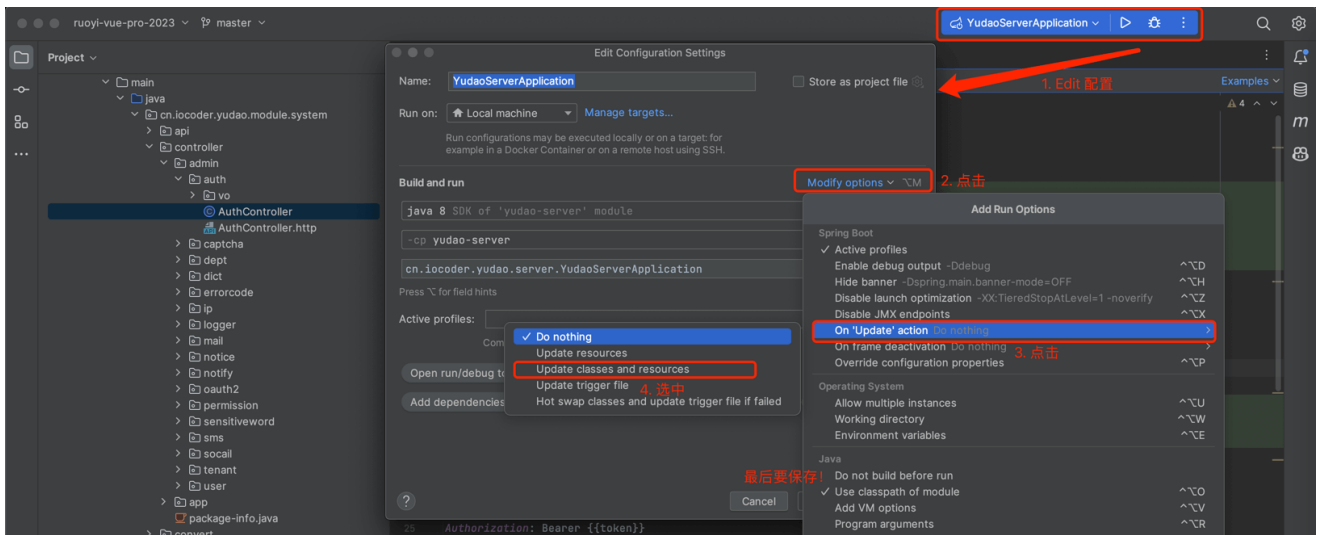 ruoyi-vue-pro-2023
master
YudaoServerApplication
Project
main
java
cn.iocoder.yudao.module.system
api
controller
admin
auth
vo
AuthController
AuthController.http
captcha
dept
dict
errorcode
ip
logger
mail
notice
notify
oauth2
permission
sensitiveword
sms
socail
tenant
user
app
package-info.java
convert
Edit Configuration Settings
Name: YudaoServerApplication
Store as project file
Run on: Local machine Manage targets...
Run configurations may be executed locally or on a target: for
example in a Docker Container or on a remote host using SSH.
Build and run
Modify options ⌥M
java 8 SDK of 'yudao-server' module
-cp yudao-server
cn.iocoder.yudao.server.YudaoServerApplication
Press ⌥ for field hints
Active profiles:
Com
Open run/debug to
Add dependencies
Do nothing
Update resources
Update classes and resources
Update trigger file
Hot swap classes and update trigger file if failed
4. 选中
?
Cancel
最后要保存!
25 Authorization: Bearer {{token}}
1. Edit 配置
Examples
4
m
2. 点击
Add Run Options
Spring Boot
✓ Active profiles
Enable debug output -Ddebug ^⌥D
Hide banner -Dspring.main.banner-mode=OFF ^⌥H
Disable launch optimization -XX:TieredStopAtLevel=1 -noverify ^⌥Z
Disable JMX endpoints ^⌥X
On 'Update' action Do nothing
On frame deactivation Do nothing
3. 点击
Override configuration properties ^⌥P
Operating System
Allow multiple instances ^⌥U
Working directory ^⌥W
Environment variables ^⌥E
Java
Do not build before run
✓ Use classpath of module ^⌥O
Add VM options ^⌥V
Program arguments ^⌥R